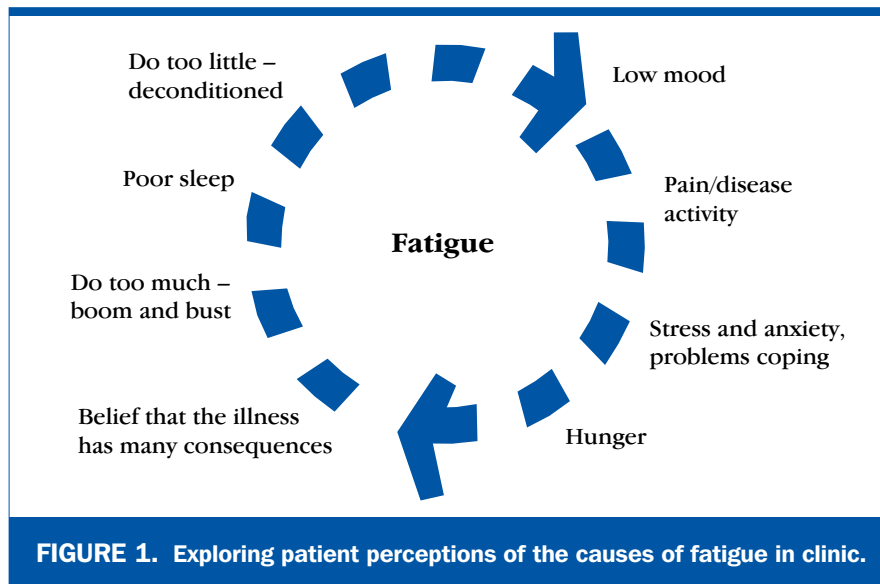 Do too little –
deconditioned
Low mood
Poor sleep
Pain/disease
activity
Fatigue
Do too much –
boom and bust
Stress and anxiety,
problems coping
Belief that the illness
has many consequences
Hunger
FIGURE 1. Exploring patient perceptions of the causes of fatigue in clinic.